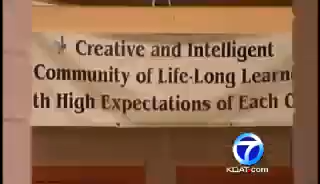 Creative and Intelligent
Community of Life-Long Learn
th High Expectations of Each
7
KOAT.com